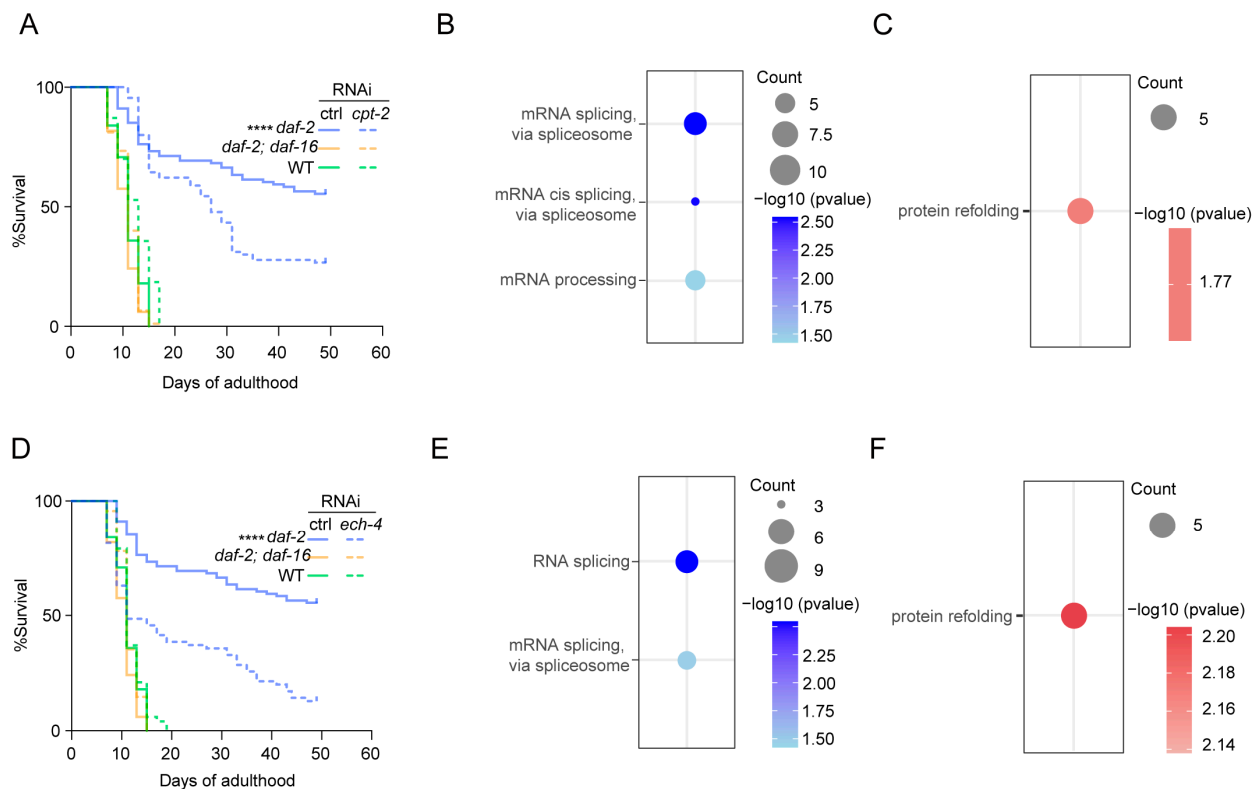 A
RNAi
ctrl cpt-2
**** daf-2
daf-2; daf-16
WT
100
50
0
%Survival
0 10 20 30 40 50 60
Days of adulthood
B
mRNA splicing,
via spliceosome
mRNA cis splicing,
via spliceosome
mRNA processing
Count
5
7.5
10
−log10 (pvalue)
2.50
2.25
2.00
1.75
1.50
C
protein refolding
Count
5
−log10 (pvalue)
1.77
D
RNAi
ctrl ech-4
**** daf-2
daf-2; daf-16
WT
100
50
0
%Survival
0 10 20 30 40 50 60
Days of adulthood
E
RNA splicing
mRNA splicing,
via spliceosome
Count
3
6
9
−log10 (pvalue)
2.25
2.00
1.75
1.50
F
protein refolding
Count
5
−log10 (pvalue)
2.20
2.18
2.16
2.14